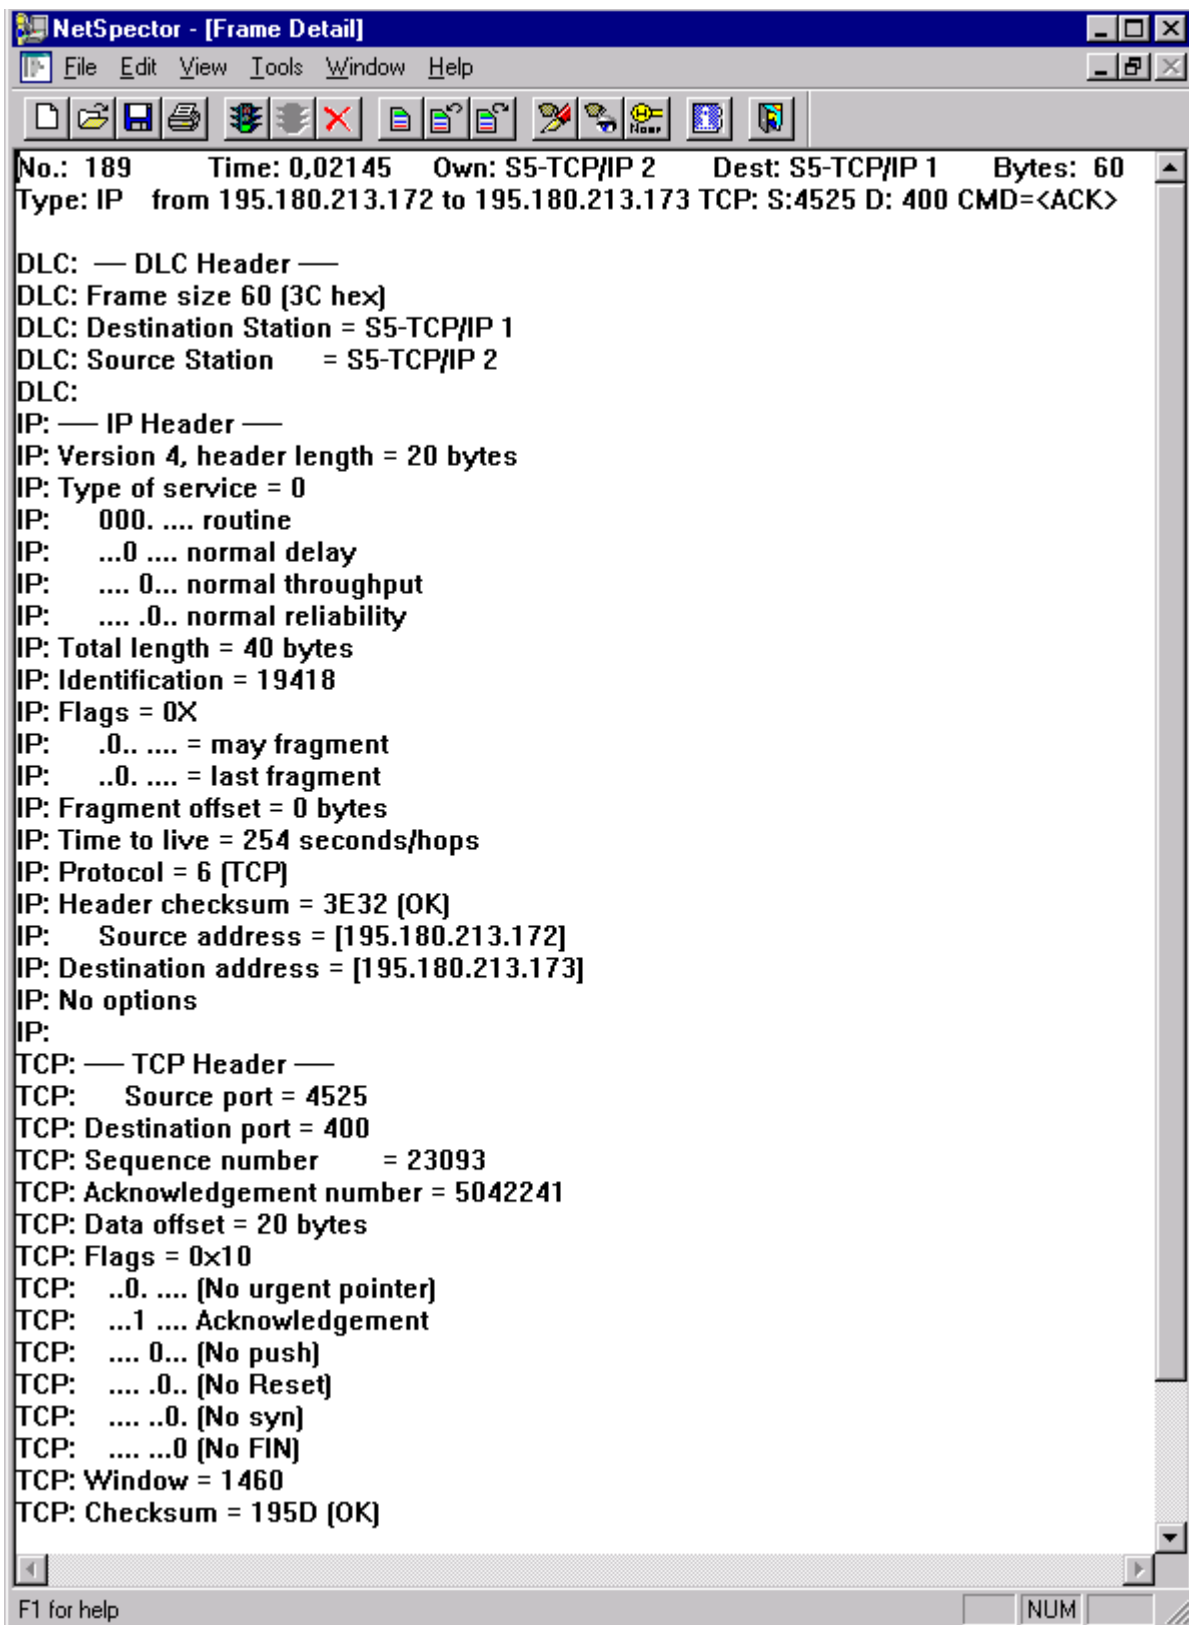 NetSpector - [Frame Detail]
File Edit View Tools Window Help
No.: 189 Time: 0,02145 Own: S5-TCP/IP 2 Dest: S5-TCP/IP 1 Bytes: 60
Type: IP from 195.180.213.172 to 195.180.213.173 TCP: S:4525 D: 400 CMD=<ACK>
DLC: — DLC Header —
DLC: Frame size 60 (3C hex)
DLC: Destination Station = S5-TCP/IP 1
DLC: Source Station = S5-TCP/IP 2
DLC:
IP: — IP Header —
IP: Version 4, header length = 20 bytes
IP: Type of service = 0
IP: 000. .... routine
IP: ...0 .... normal delay
IP: .... 0... normal throughput
IP: .... .0.. normal reliability
IP: Total length = 40 bytes
IP: Identification = 19418
IP: Flags = 0X
IP: .0.. .... = may fragment
IP: ..0. .... = last fragment
IP: Fragment offset = 0 bytes
IP: Time to live = 254 seconds/hops
IP: Protocol = 6 (TCP)
IP: Header checksum = 3E32 (OK)
IP: Source address = [195.180.213.172]
IP: Destination address = [195.180.213.173]
IP: No options
IP:
TCP: — TCP Header —
TCP: Source port = 4525
TCP: Destination port = 400
TCP: Sequence number = 23093
TCP: Acknowledgement number = 5042241
TCP: Data offset = 20 bytes
TCP: Flags = 0x10
TCP: ..0. .... (No urgent pointer)
TCP: ...1 .... Acknowledgement
TCP: .... 0... (No push)
TCP: .... .0.. (No Reset)
TCP: .... ..0. (No syn)
TCP: .... ...0 (No FIN)
TCP: Window = 1460
TCP: Checksum = 195D (OK)
F1 for help NUM